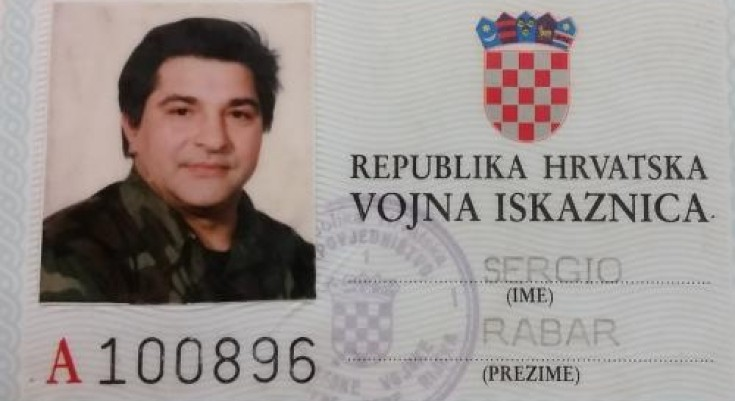 REPUBLIKA HRVATSKA
VOJNA ISKAZNICA
SERGIO
(IME)
RABAR
(PREZIME)
A 100896